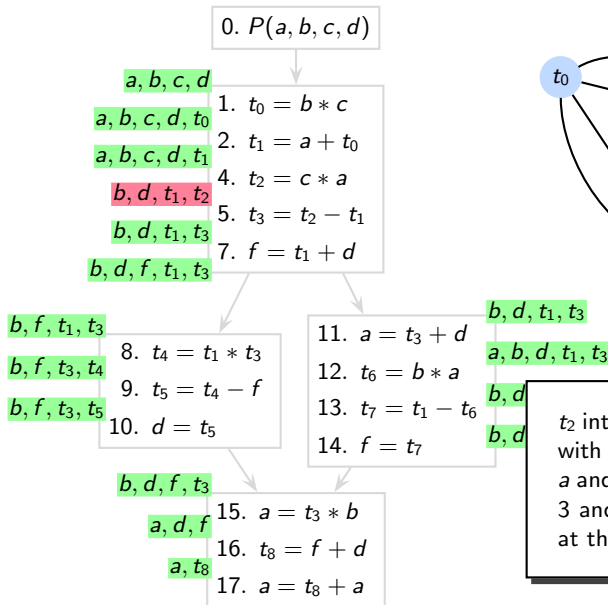 0. P(a, b, c, d)
a, b, c, d
1. t₀ = b * c
a, b, c, d, t₀
2. t₁ = a + t₀
a, b, c, d, t₁
4. t₂ = c * a
b, d, t₁, t₂
5. t₃ = t₂ − t₁
b, d, t₁, t₃
7. f = t₁ + d
b, d, f, t₁, t₃
b, f, t₁, t₃
8. t₄ = t₁ * t₃
b, f, t₃, t₄
9. t₅ = t₄ − f
b, f, t₃, t₅
10. d = t₅
b, d, t₁, t₃
11. a = t₃ + d
a, b, d, t₁, t₃
12. t₆ = b * a
b, d
13. t₇ = t₁ − t₆
b, d
14. f = t₇
b, d, f, t₃
15. a = t₃ * b
a, d, f
16. t₈ = f + d
a, t₈
17. a = t₈ + a
t₀
t₂ int
with
a and
3 and
at th